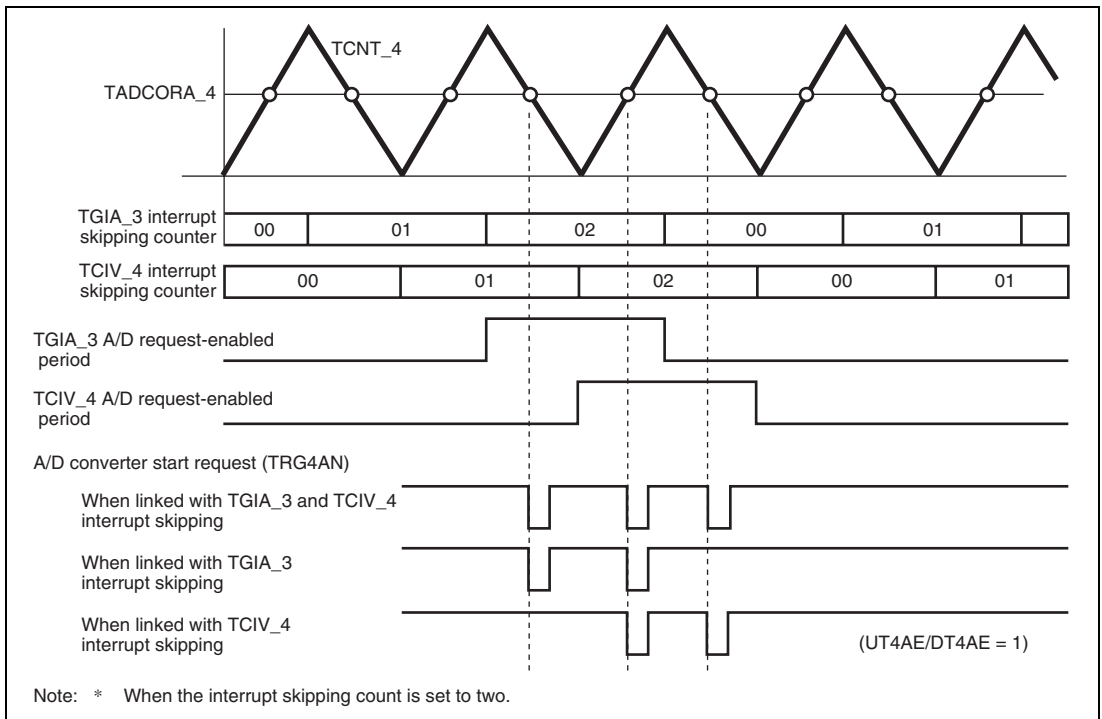 TCNT_4
TADCORA_4
TGIA_3 interrupt
skipping counter
00 01 02 00 01
TCIV_4 interrupt
skipping counter
00 01 02 00 01
TGIA_3 A/D request-enabled
period
TCIV_4 A/D request-enabled
period
A/D converter start request (TRG4AN)
When linked with TGIA_3 and TCIV_4
interrupt skipping
When linked with TGIA_3
interrupt skipping
When linked with TCIV_4
interrupt skipping
(UT4AE/DT4AE = 1)
Note: * When the interrupt skipping count is set to two.